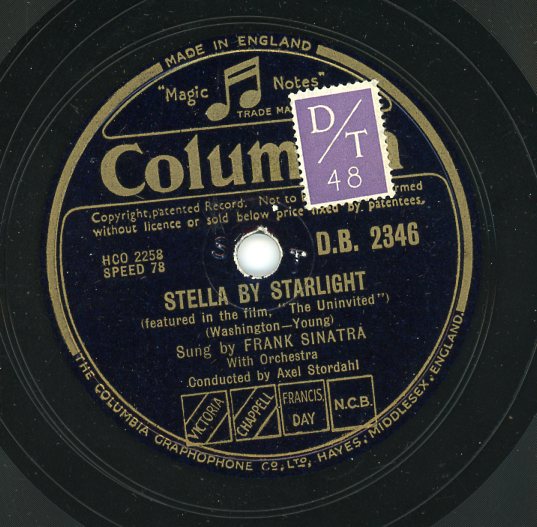 MADE IN ENGLAND
"Magic Notes"
TRADE
D/T
48
Copyright, patented Record. Not to
without licence or sold below price fixed by patentees.
HCO 2258
SPEED 78
D.B. 2346
STELLA BY STARLIGHT
(featured in the film, "The Uninvited")
(Washington—Young)
Sung by FRANK SINATRA
With Orchestra
Conducted by Axel Stordahl
VICTORIA
CHAPPELL
FRANCIS, DAY
N.C.B.
THE COLUMBIA GRAPHOPHONE CO., LTD., HAYES, MIDDLESEX, ENGLAND.